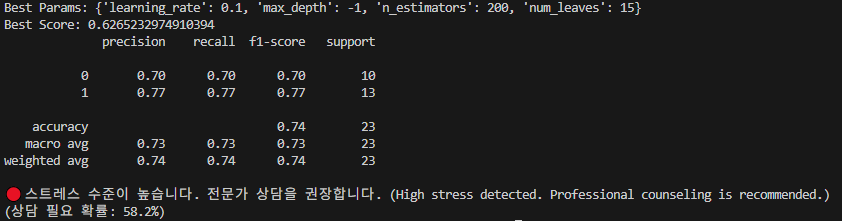 Best Params: {'learning_rate': 0.1, 'max_depth': -1, 'n_estimators': 200, 'num_leaves': 15}
Best Score: 0.6265232974910394
precision recall f1-score support
0 0.70 0.70 0.70 10
1 0.77 0.77 0.77 13
accuracy 0.74 23
macro avg 0.73 0.73 0.73 23
weighted avg 0.74 0.74 0.74 23
스트레스 수준이 높습니다. 전문가 상담을 권장합니다. (High stress detected. Professional counseling is recommended.)
(상담 필요 확률: 58.2%)